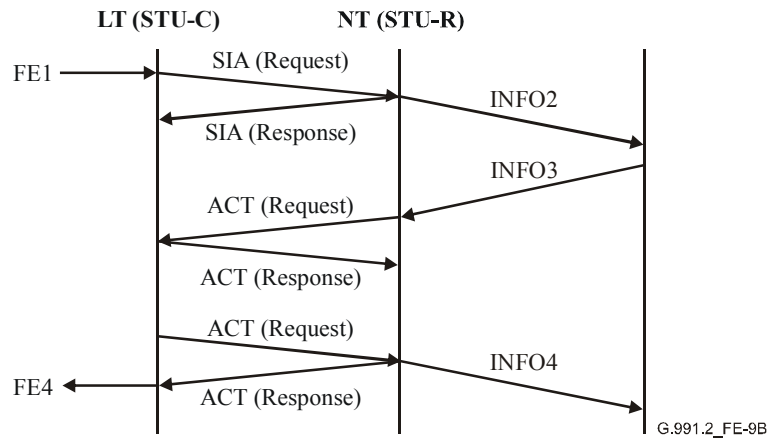 LT (STU-C) NT (STU-R)
SIA (Request)
FE1
INFO2
SIA (Response)
INFO3
ACT (Request)
ACT (Response)
ACT (Request)
INFO4
FE4
ACT (Response)
G.991.2_FE-9B